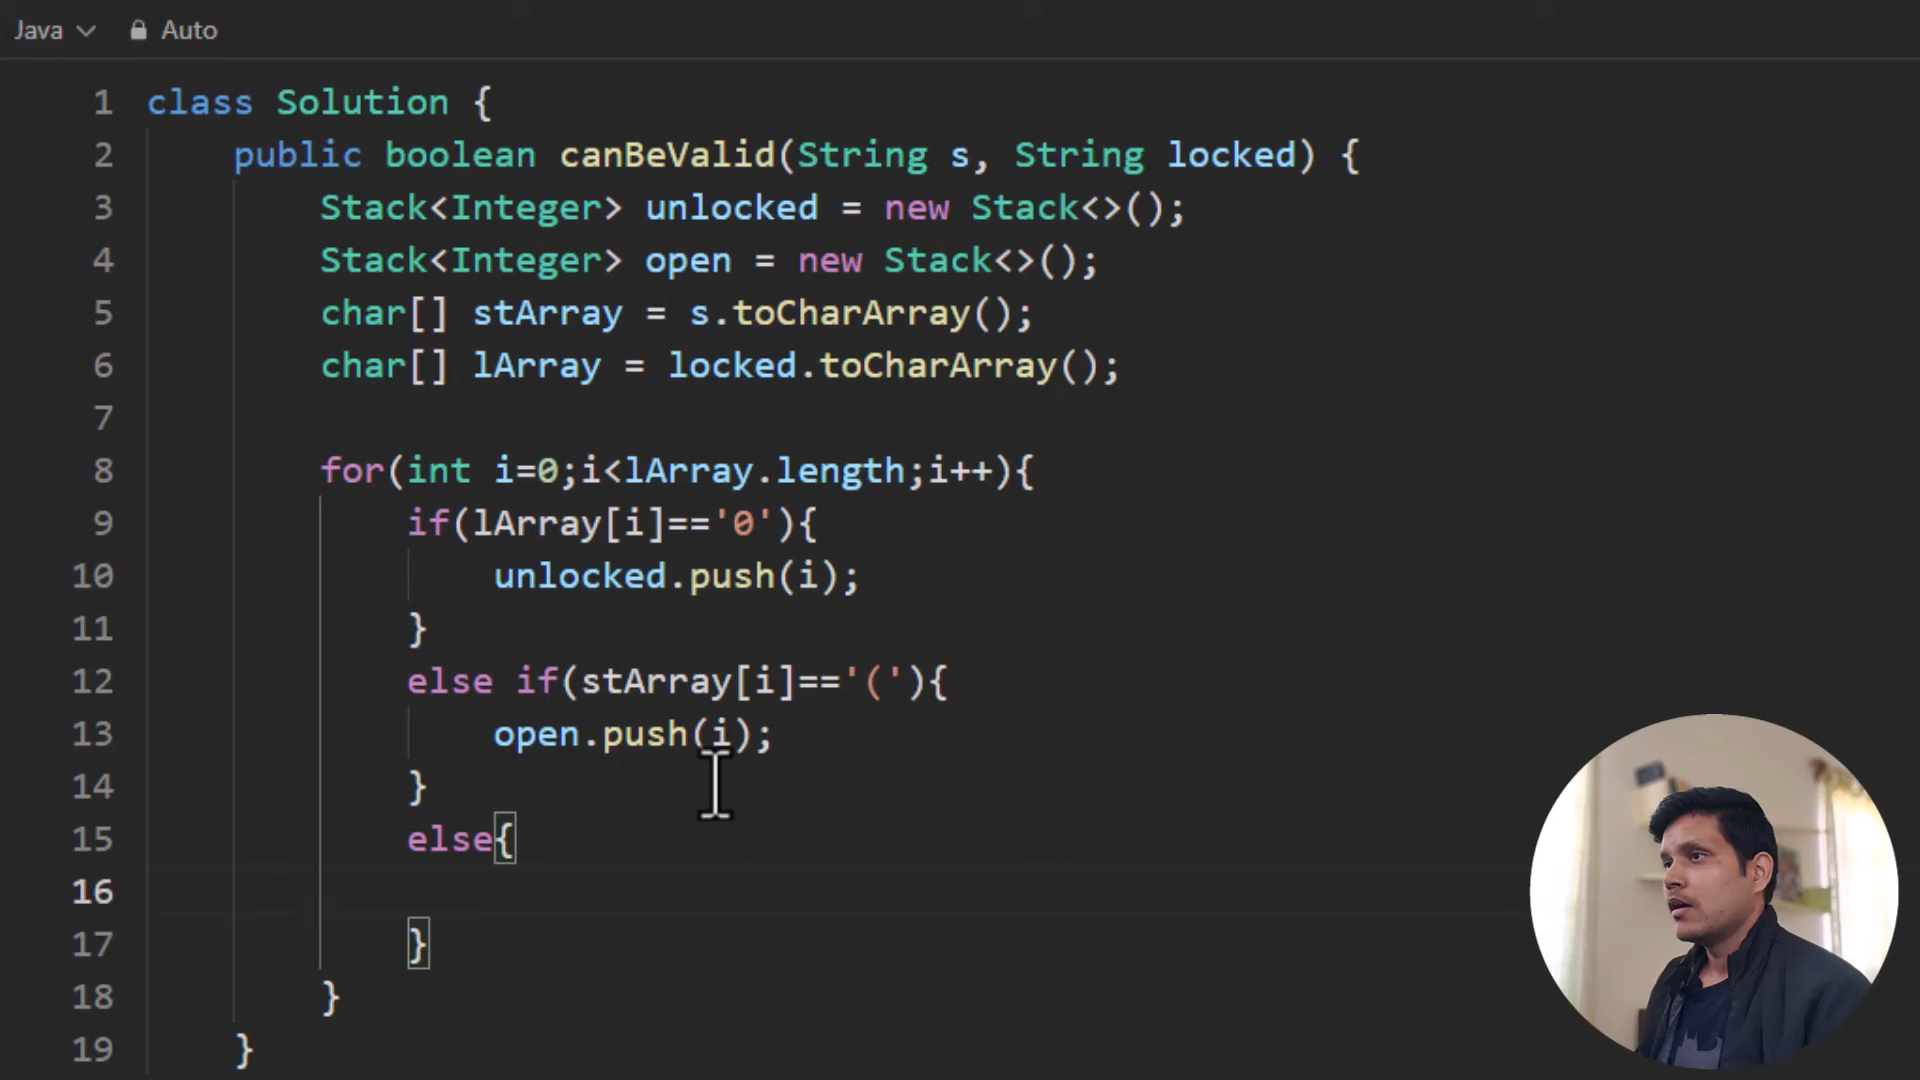 Java Auto
1 class Solution {
2 public boolean canBeValid(String s, String locked) {
3 Stack<Integer> unlocked = new Stack<>();
4 Stack<Integer> open = new Stack<>();
5 char[] stArray = s.toCharArray();
6 char[] lArray = locked.toCharArray();
7
8 for(int i=0;i<lArray.length;i++){
9 if(lArray[i]=='0'){
10 unlocked.push(i);
11 }
12 else if(stArray[i]=='('){
13 open.push(i);
14 }
15 else{
16
17 }
18 }
19 }